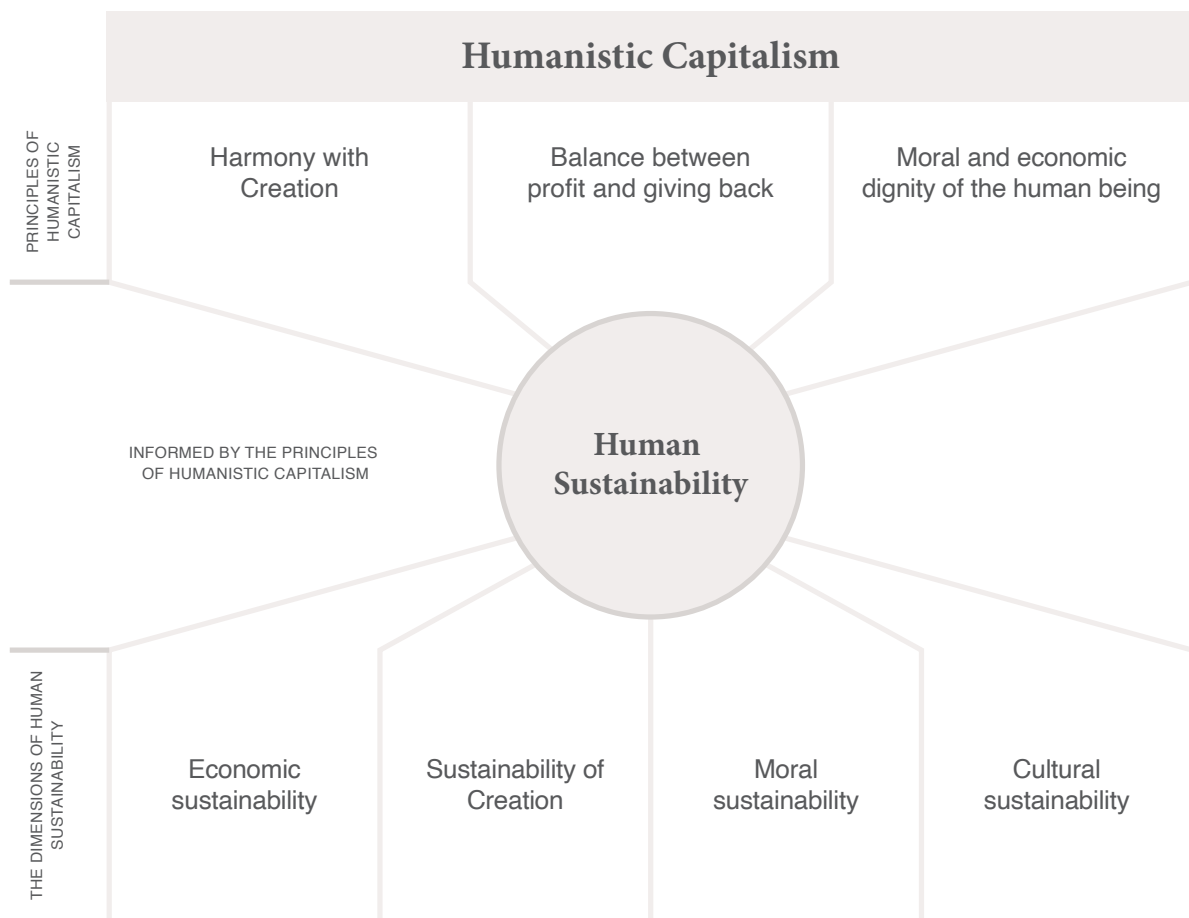 Humanistic Capitalism
PRINCIPLES OF
HUMANISTIC
CAPITALISM
Harmony with
Creation
Balance between
profit and giving back
Moral and economic
dignity of the human being
INFORMED BY THE PRINCIPLES
OF HUMANISTIC CAPITALISM
Human
Sustainability
THE DIMENSIONS OF HUMAN
SUSTAINABILITY
Economic
sustainability
Sustainability of
Creation
Moral
sustainability
Cultural
sustainability